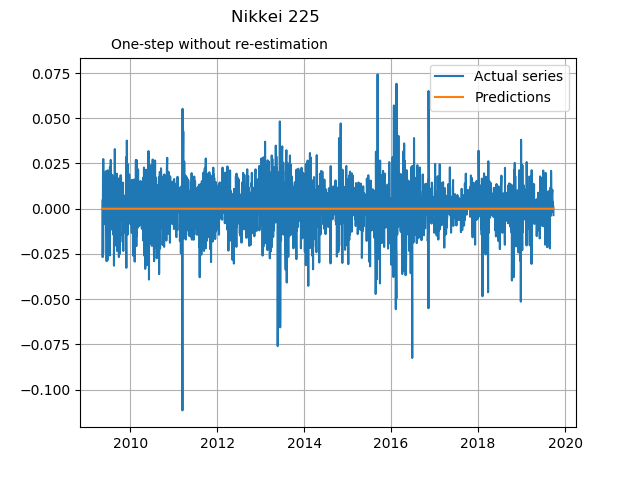 Nikkei 225
One-step without re-estimation
Actual series
Predictions
0.075
0.050
0.025
0.000
−0.025
−0.050
−0.075
−0.100
2010 2012 2014 2016 2018 2020